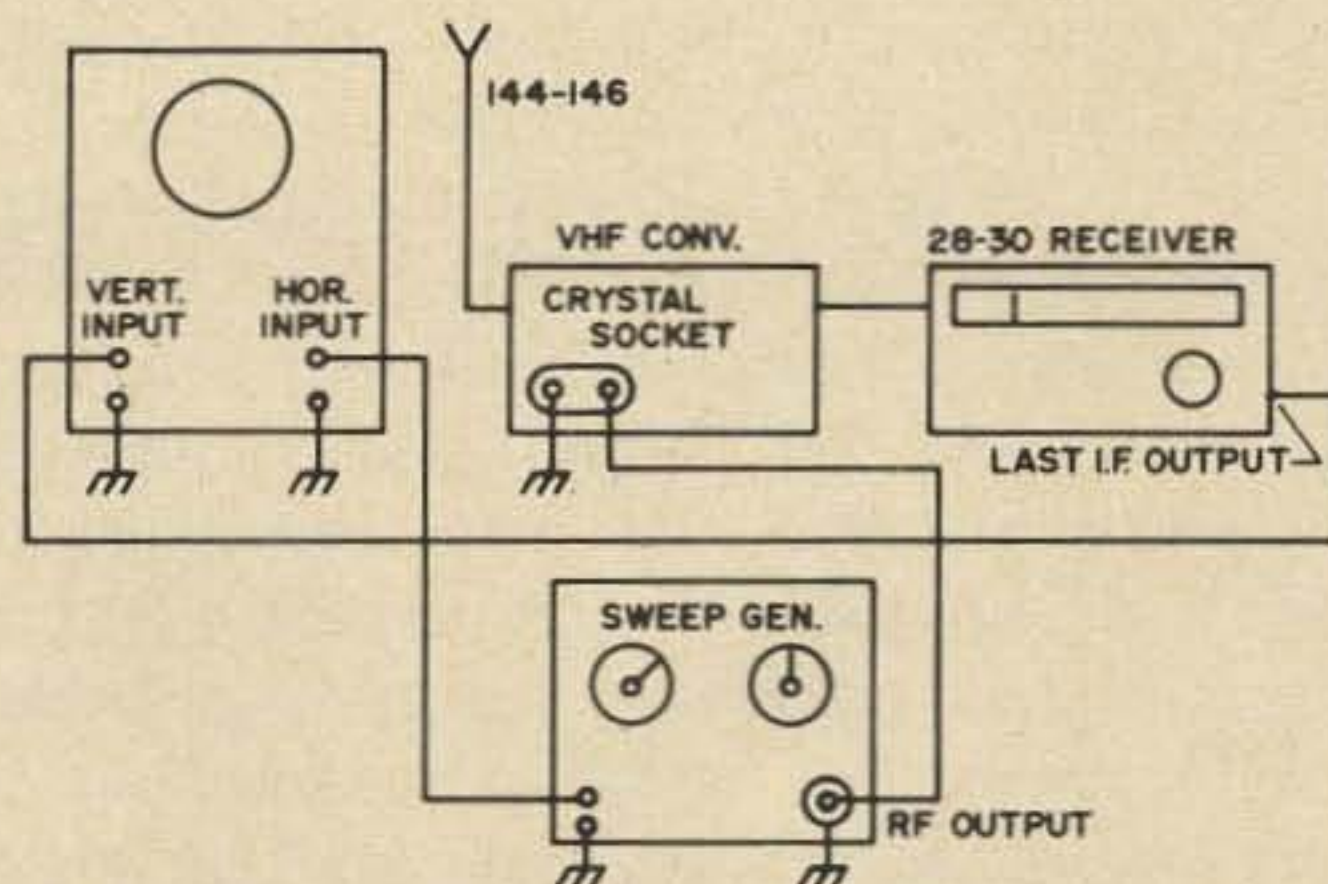 144-146
VHF CONV.
28-30 RECEIVER
VERT.
INPUT
HOR.
INPUT
CRYSTAL
SOCKET
LAST I.F. OUTPUT
SWEEP GEN.
RF OUTPUT